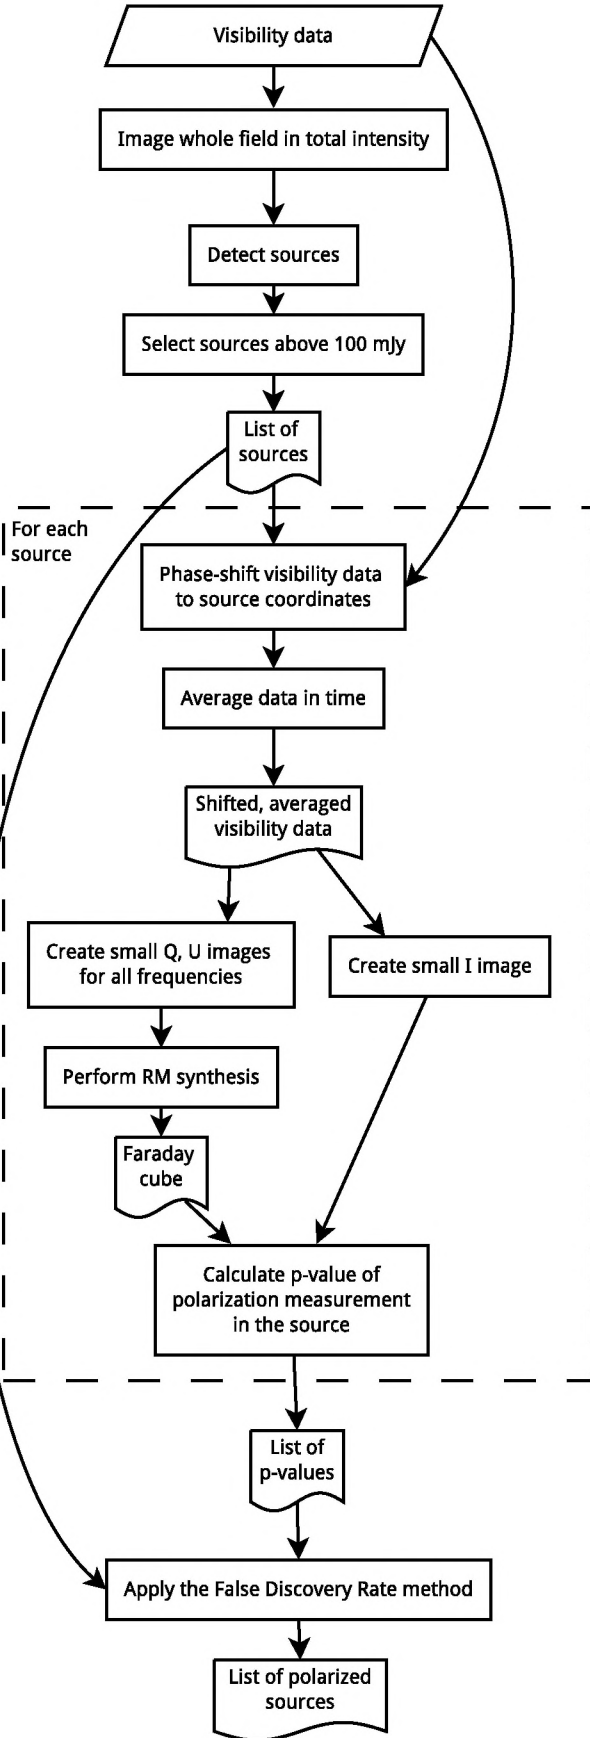 Visibility data
Image whole field in total intensity
Detect sources
Select sources above 100 mJy
List of
sources
For each
source
Phase-shift visibility data
to source coordinates
Average data in time
Shifted, averaged
visibility data
Create small Q, U images
for all frequencies
Create small I image
Perform RM synthesis
Faraday
cube
Calculate p-value of
polarization measurement
in the source
List of
p-values
Apply the False Discovery Rate method
List of polarized
sources